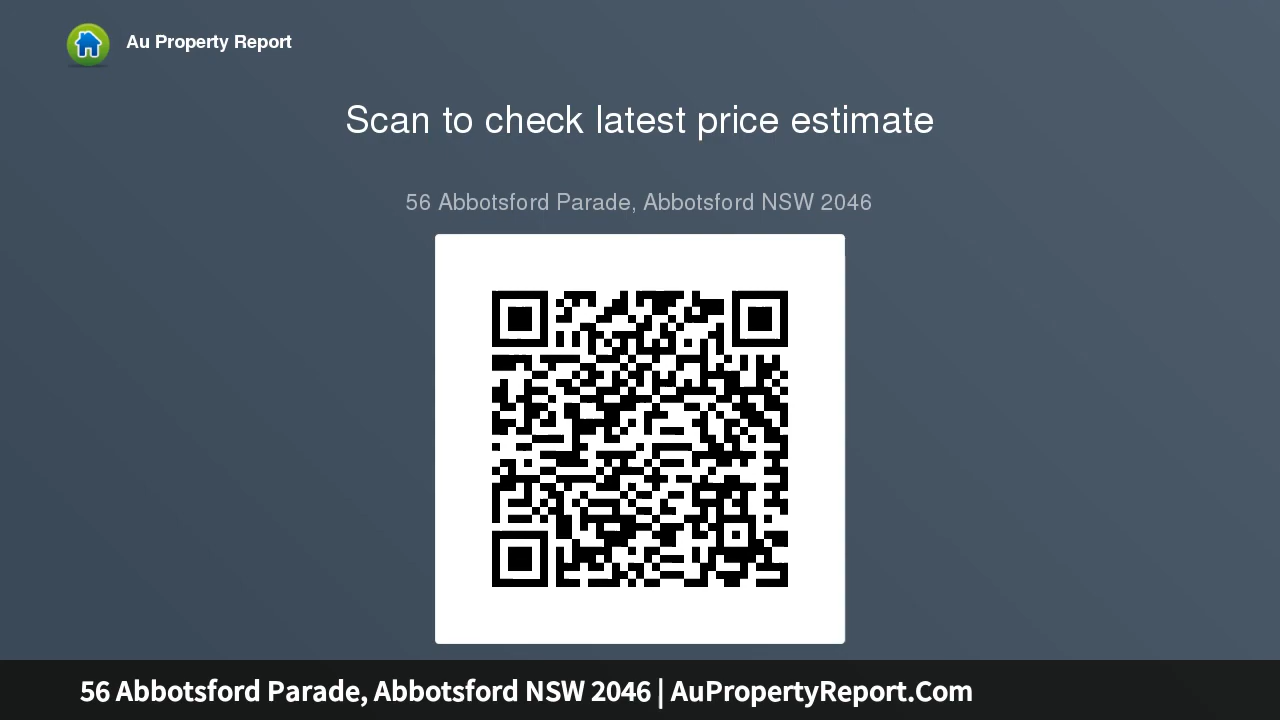 Au Property Report
Scan to check latest price estimate
56 Abbotsford Parade, Abbotsford NSW 2046
56 Abbotsford Parade, Abbotsford NSW 2046 | AuPropertyReport.Com